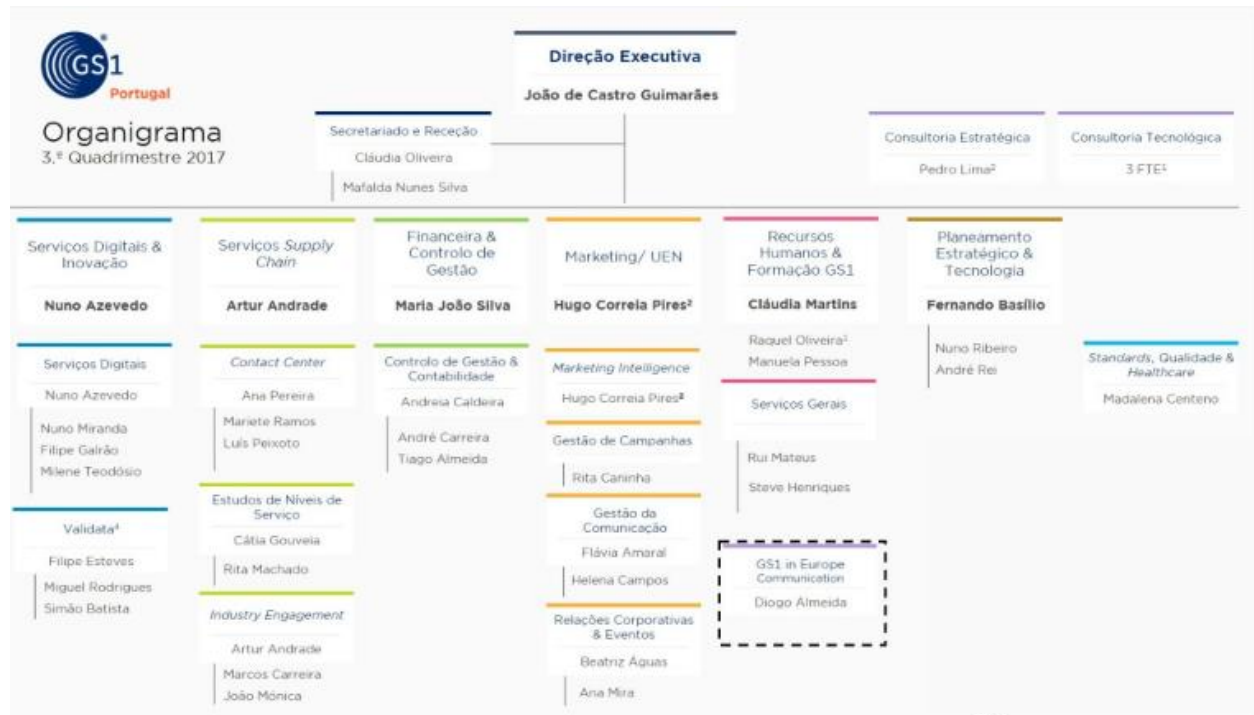 GS1
Portugal
Organigrama
3.º Quadrimestre 2017
Direção Executiva
João de Castro Guimarães
Secretariado e Receção
Cláudia Oliveira
Mafalda Nunes Silva
Consultoria Estratégica
Pedro Lima²
Consultoria Tecnológica
3 FTE¹
Serviços Digitais &
Inovação
Nuno Azevedo
Serviços Digitais
Nuno Azevedo
Nuno Miranda
Filipe Galrão
Milene Teodósio
Validata⁴
Filipe Esteves
Miguel Rodrigues
Simão Batista
Serviços Supply
Chain
Artur Andrade
Contact Center
Ana Pereira
Mariete Ramos
Luís Peixoto
Estudos de Níveis de
Serviço
Cátia Gouveia
Rita Machado
Industry Engagement
Artur Andrade
Marcos Carreira
João Mónica
Financeira &
Controlo de
Gestão
Maria João Silva
Controlo de Gestão &
Contabilidade
Andreia Caldeira
André Carreira
Tiago Almeida
Marketing/ UEN
Hugo Correia Pires²
Marketing Intelligence
Hugo Correia Pires²
Gestão de Campanhas
Rita Caninha
Gestão da
Comunicação
Flávia Amaral
Helena Campos
Relações Corporativas
& Eventos
Beatriz Águas
Ana Mira
Recursos
Humanos &
Formação GS1
Cláudia Martins
Raquel Oliveira¹
Manuela Pessoa
Serviços Gerais
Rui Mateus
Steve Henriques
GS1 in Europe
Communication
Diogo Almeida
Planeamento
Estratégico &
Tecnologia
Fernando Basílio
Nuno Ribeiro
André Rei
Standards, Qualidade &
Healthcare
Madalena Centeno